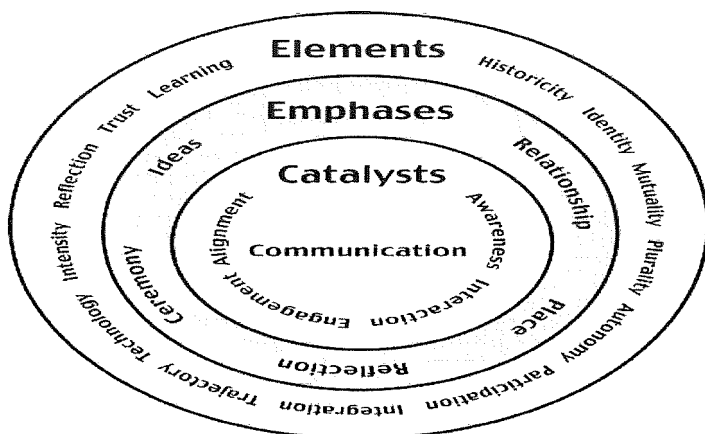 Elements
Historicity
Identity
Mutuality
Plurality
Autonomy
Participation
Integration
Trajectory
Technology
Intensity
Reflection
Trust
Learning
Emphases
Relationship
Place
Reflection
Ceremony
Ideas
Catalysts
Awareness
Interaction
Engagement
Alignment
Communication